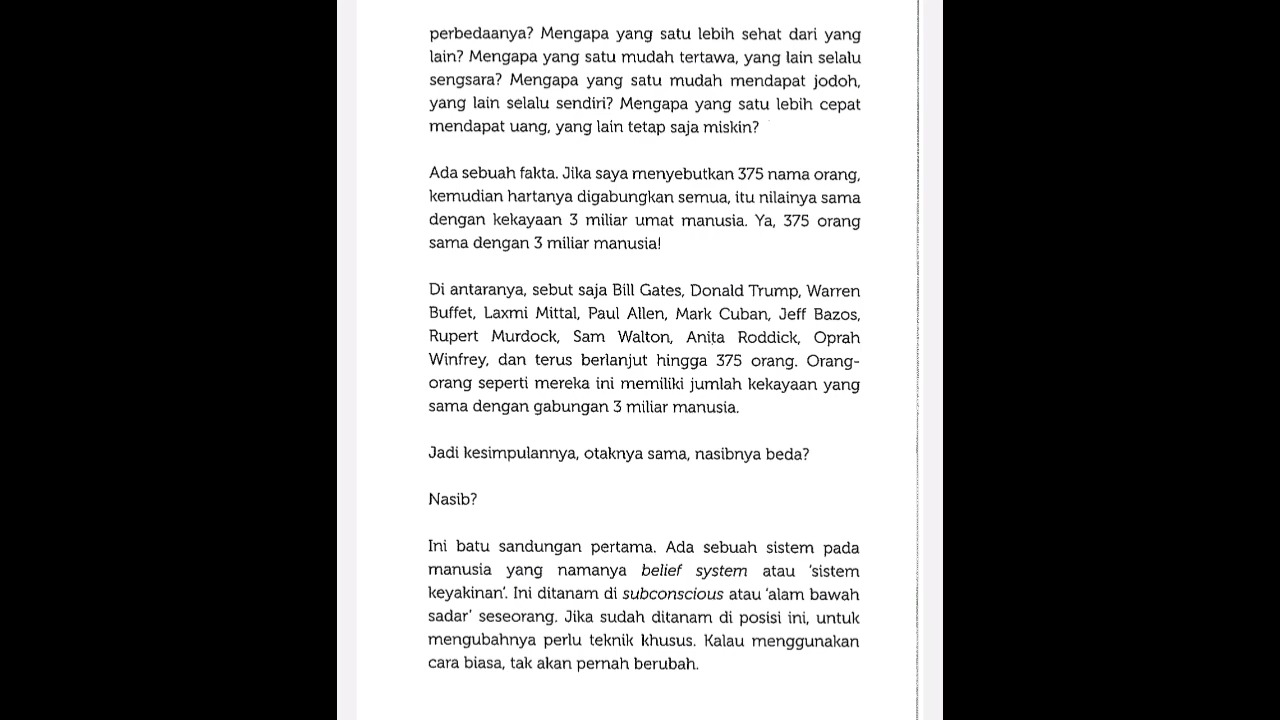 perbedaanya? Mengapa yang satu lebih sehat dari yang
lain? Mengapa yang satu mudah tertawa, yang lain selalu
sengsara? Mengapa yang satu mudah mendapat jodoh,
yang lain selalu sendiri? Mengapa yang satu lebih cepat
mendapat uang, yang lain tetap saja miskin?
Ada sebuah fakta. Jika saya menyebutkan 375 nama orang,
kemudian hartanya digabungkan semua, itu nilainya sama
dengan kekayaan 3 miliar umat manusia. Ya, 375 orang
sama dengan 3 miliar manusia!
Di antaranya, sebut saja Bill Gates, Donald Trump, Warren
Buffet, Laxmi Mittal, Paul Allen, Mark Cuban, Jeff Bazos,
Rupert Murdock, Sam Walton, Anita Roddick, Oprah
Winfrey, dan terus berlanjut hingga 375 orang. Orang-
orang seperti mereka ini memiliki jumlah kekayaan yang
sama dengan gabungan 3 miliar manusia.
Jadi kesimpulannya, otaknya sama, nasibnya beda?
Nasib?
Ini batu sandungan pertama. Ada sebuah sistem pada
manusia yang namanya belief system atau 'sistem
keyakinan'. Ini ditanam di subconscious atau 'alam bawah
sadar' seseorang. Jika sudah ditanam di posisi ini, untuk
mengubahnya perlu teknik khusus. Kalau menggunakan
cara biasa, tak akan pernah berubah.